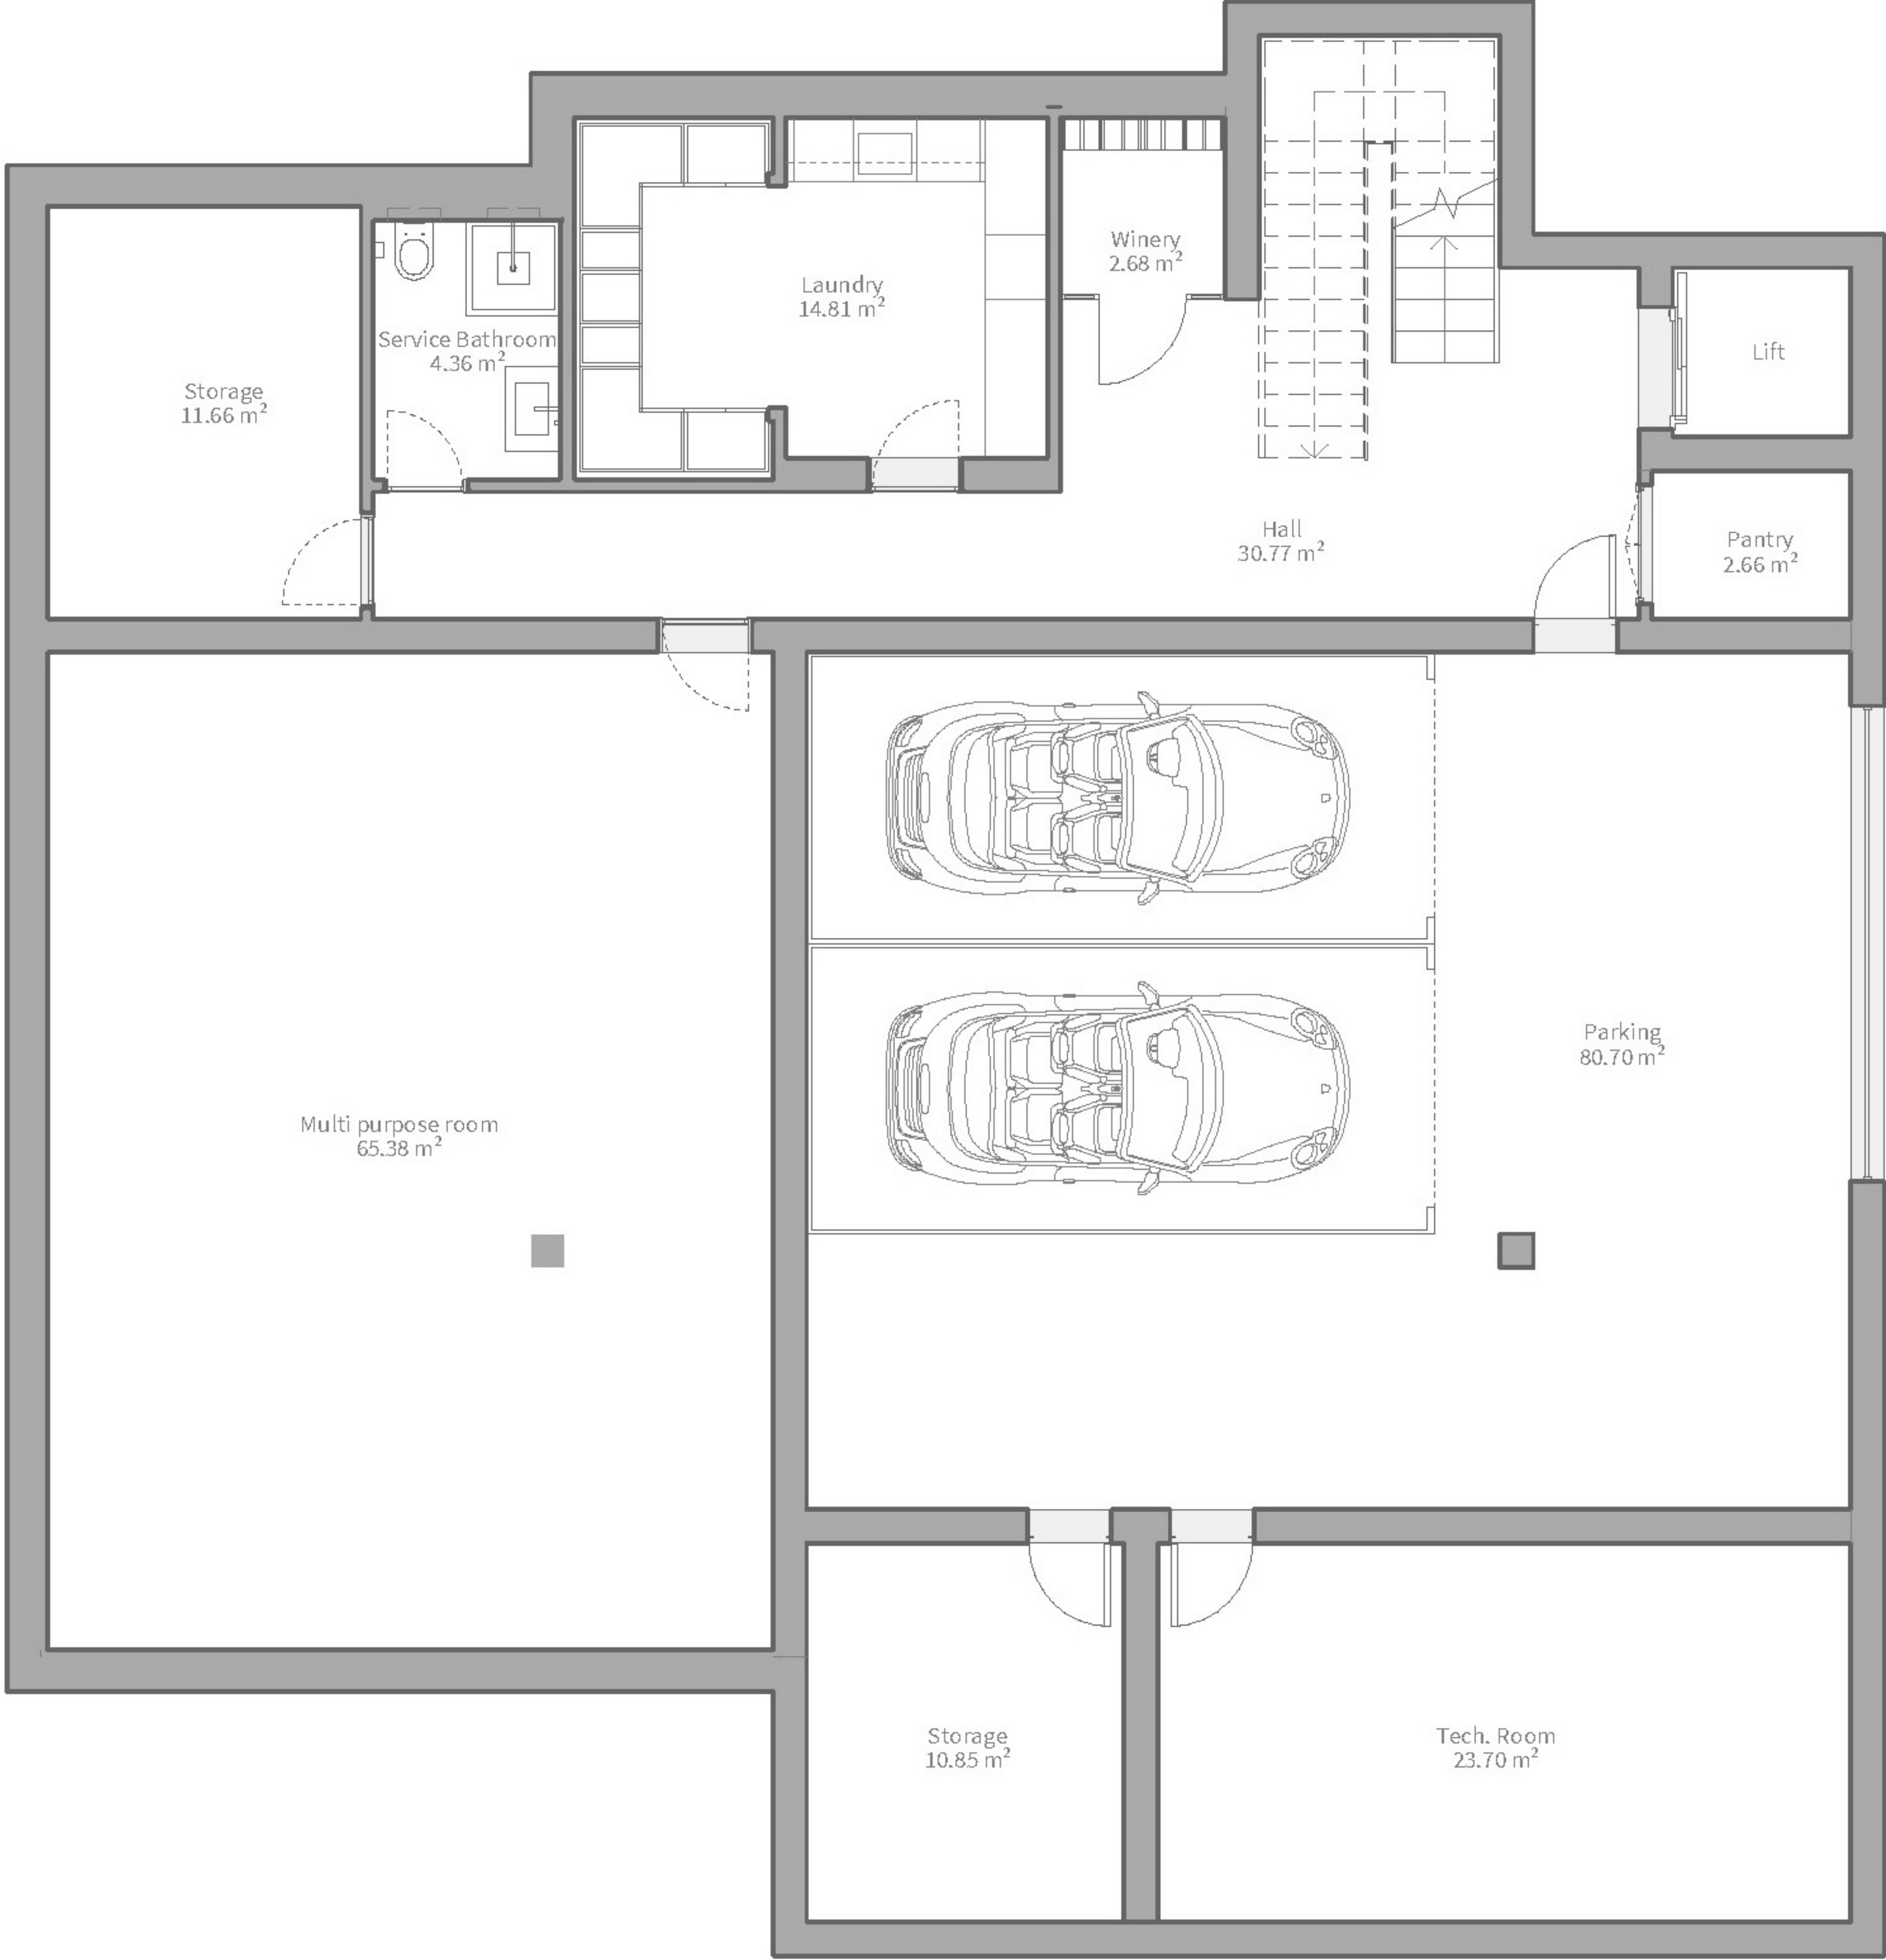 Winery
2.68 m²
Laundry
14.81 m²
Service Bathroom
4.36 m²
Lift
Storage
11.66 m²
Hall
30.77 m²
Pantry
2.66 m²
Parking
80.70 m²
Multi purpose room
65.38 m²
Storage
10.85 m²
Tech. Room
23.70 m²